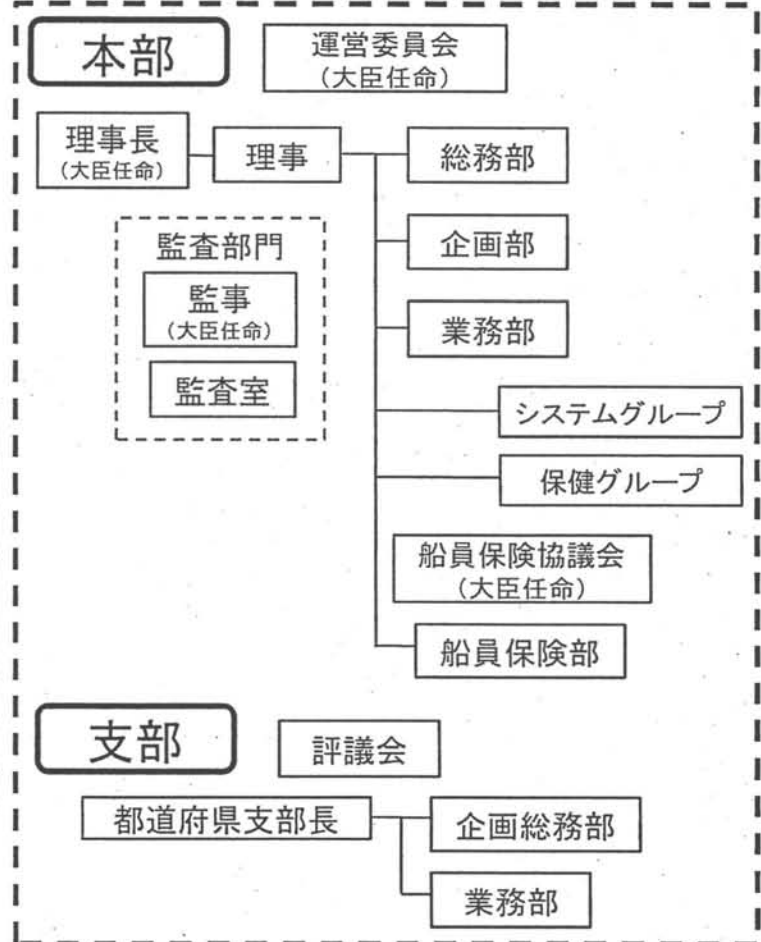 本部
運営委員会
(大臣任命)
理事長
(大臣任命)
理事
総務部
監査部門
監事
(大臣任命)
監査室
企画部
業務部
システムグループ
保健グループ
船員保険協議会
(大臣任命)
船員保険部
支部
評議会
都道府県支部長
企画総務部
業務部